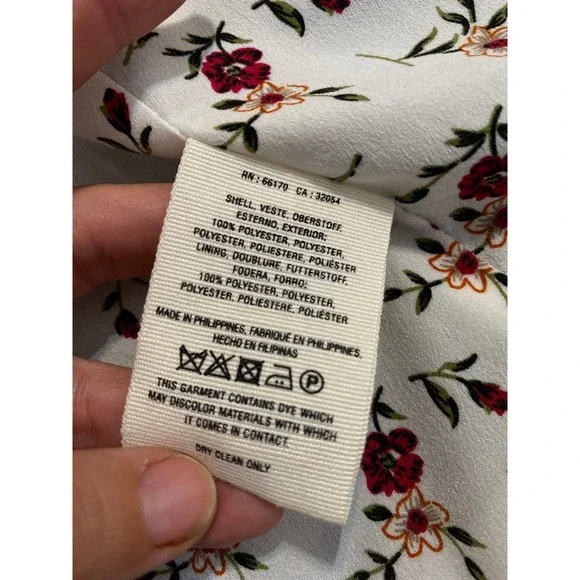 RN : 66170 CA : 32054
SHELL, VESTE, OBERSTOFF,
ESTERNO, EXTERIOR;
100% POLYESTER, POLYESTER,
POLYESTER, POLIESTERE, POLIÉSTER
LINING, DOUBLURE, FUTTERSTOFF,
FODERA, FORRO;
100% POLYESTER, POLYESTER,
POLYESTER, POLIESTERE, POLIÉSTER
MADE IN PHILIPPINES, FABRIQUÉ EN PHILIPPINES,
HECHO EN FILIPINAS
P
THIS GARMENT CONTAINS DYE WHICH
MAY DISCOLOR MATERIALS WITH WHICH
IT COMES IN CONTACT.
DRY CLEAN ONLY